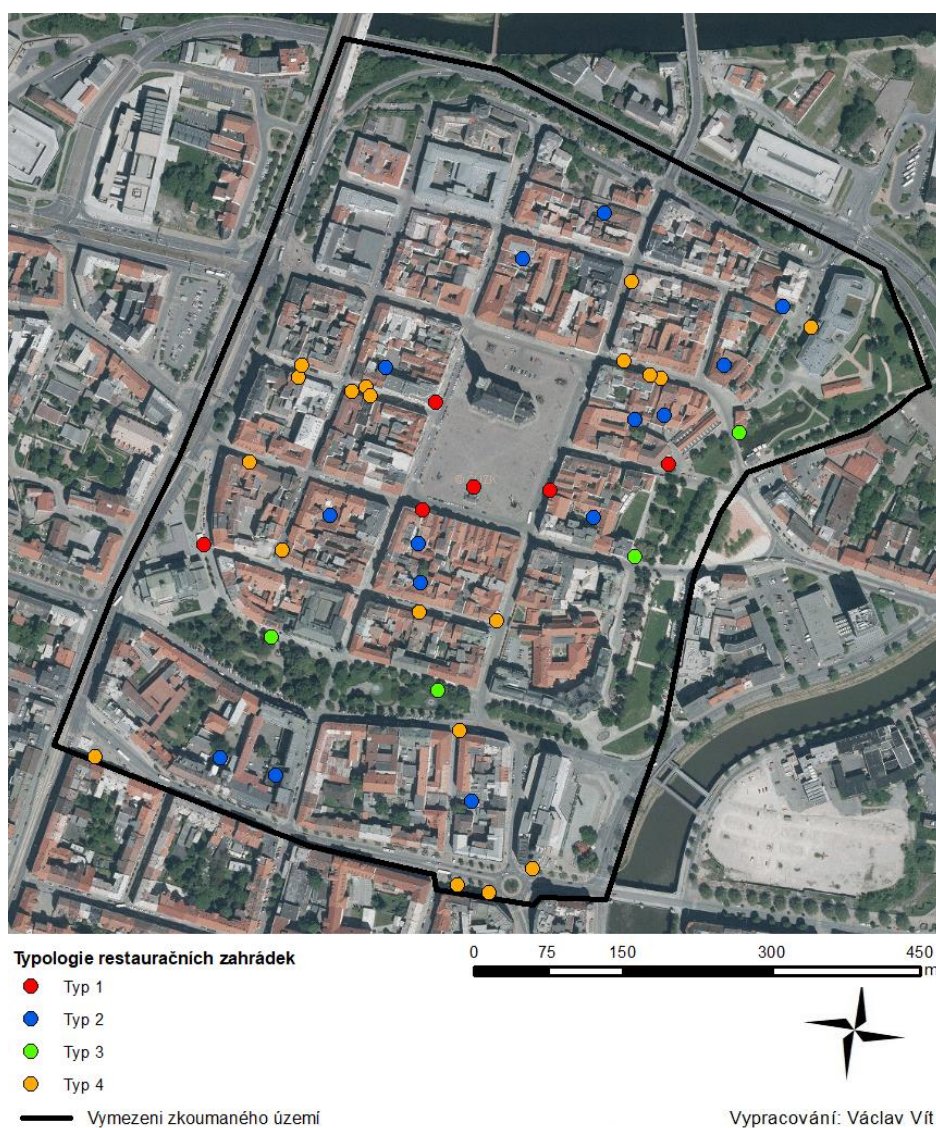 Typologie restauračních zahrádek
Typ 1
Typ 2
Typ 3
Typ 4
Vymezeni zkoumaného území
0 75 150 300 450
m
Vypracování: Václav Vít